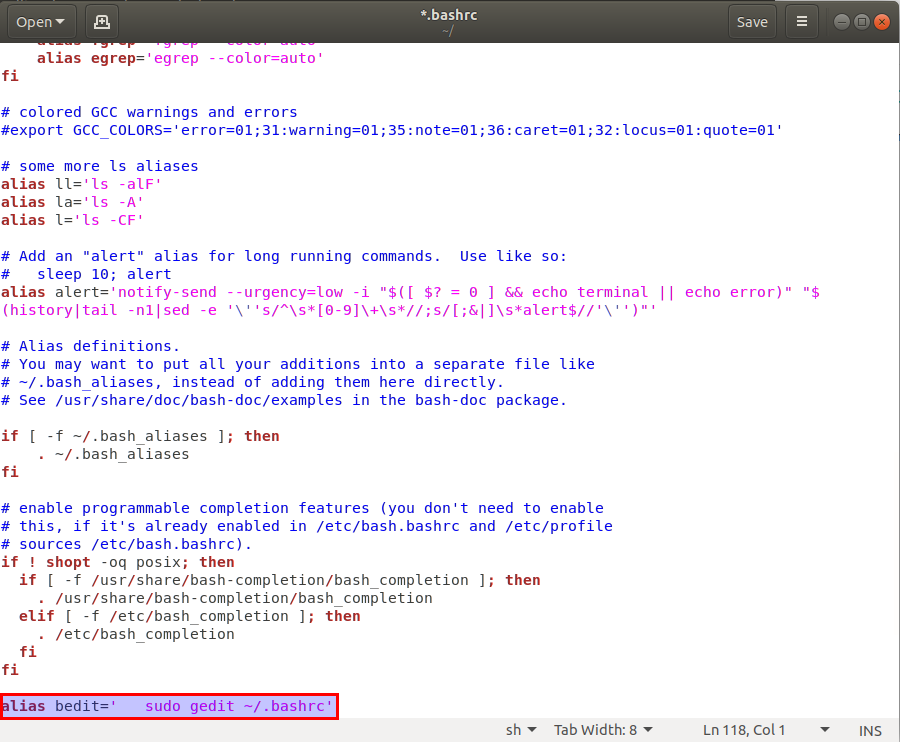 Open
*.bashrc
~/
Save
alias fgrep='fgrep --color=auto'
    alias egrep='egrep --color=auto'
fi

# colored GCC warnings and errors
#export GCC_COLORS='error=01;31:warning=01;35:note=01;36:caret=01;32:locus=01:quote=01'

# some more ls aliases
alias ll='ls -alF'
alias la='ls -A'
alias l='ls -CF'

# Add an "alert" alias for long running commands.  Use like so:
#   sleep 10; alert
alias alert='notify-send --urgency=low -i "$([ $? = 0 ] && echo terminal || echo error)" "$
(history|tail -n1|sed -e '\''s/^\s*[0-9]\+\s*//;s/[;&|]\s*alert$//'\'')"'

# Alias definitions.
# You may want to put all your additions into a separate file like
# ~/.bash_aliases, instead of adding them here directly.
# See /usr/share/doc/bash-doc/examples in the bash-doc package.

if [ -f ~/.bash_aliases ]; then
    . ~/.bash_aliases
fi

# enable programmable completion features (you don't need to enable
# this, if it's already enabled in /etc/bash.bashrc and /etc/profile
# sources /etc/bash.bashrc).
if ! shopt -oq posix; then
  if [ -f /usr/share/bash-completion/bash_completion ]; then
    . /usr/share/bash-completion/bash_completion
  elif [ -f /etc/bash_completion ]; then
    . /etc/bash_completion
  fi
fi

alias bedit='   sudo gedit ~/.bashrc'
sh Tab Width: 8 Ln 118, Col 1 INS